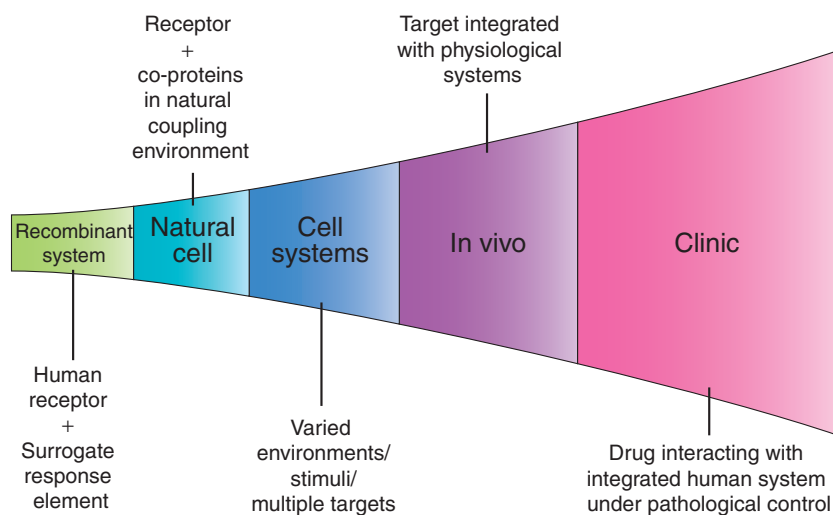 Receptor
+
co-proteins
in natural
coupling
environment
Target integrated
with physiological
systems
Recombinant
system
Natural
cell
Cell
systems
In vivo
Clinic
Human
receptor
+
Surrogate
response
element
Varied
environments/
stimuli/
multiple targets
Drug interacting with
integrated human system
under pathological control